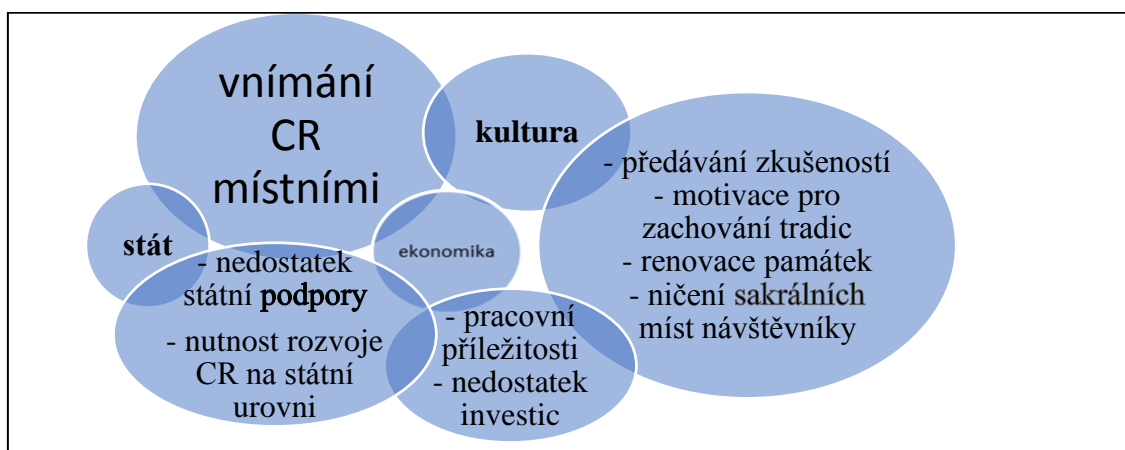 vnímání
CR
místními
kultura
- předávání zkušeností
- motivace pro
zachování tradic
- renovace památek
- ničení sakrálních
míst návštěvníky
stát
ekonomika
- nedostatek
státní podpory
- nutnost rozvoje
CR na státní
urovni
- pracovní
příležitosti
- nedostatek
investic